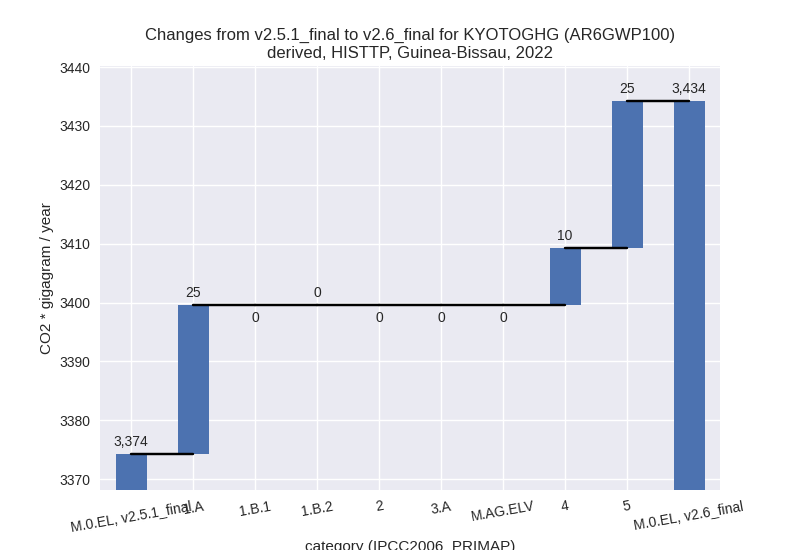 Changes from v2.5.1_final to v2.6_final for KYOTOGHG (AR6GWP100)
derived, HISTTP, Guinea-Bissau, 2022
CO2 * gigagram / year
3440
3430
3420
3410
3400
3390
3380
3370
3,374
25
0
0
0
0
0
10
25
3,434
M.0.EL, v2.5.1_final
1.A
1.B.1
1.B.2
2
3.A
M.AG.ELV
4
5
M.0.EL, v2.6_final
category (IPCC2006_PRIMAP)